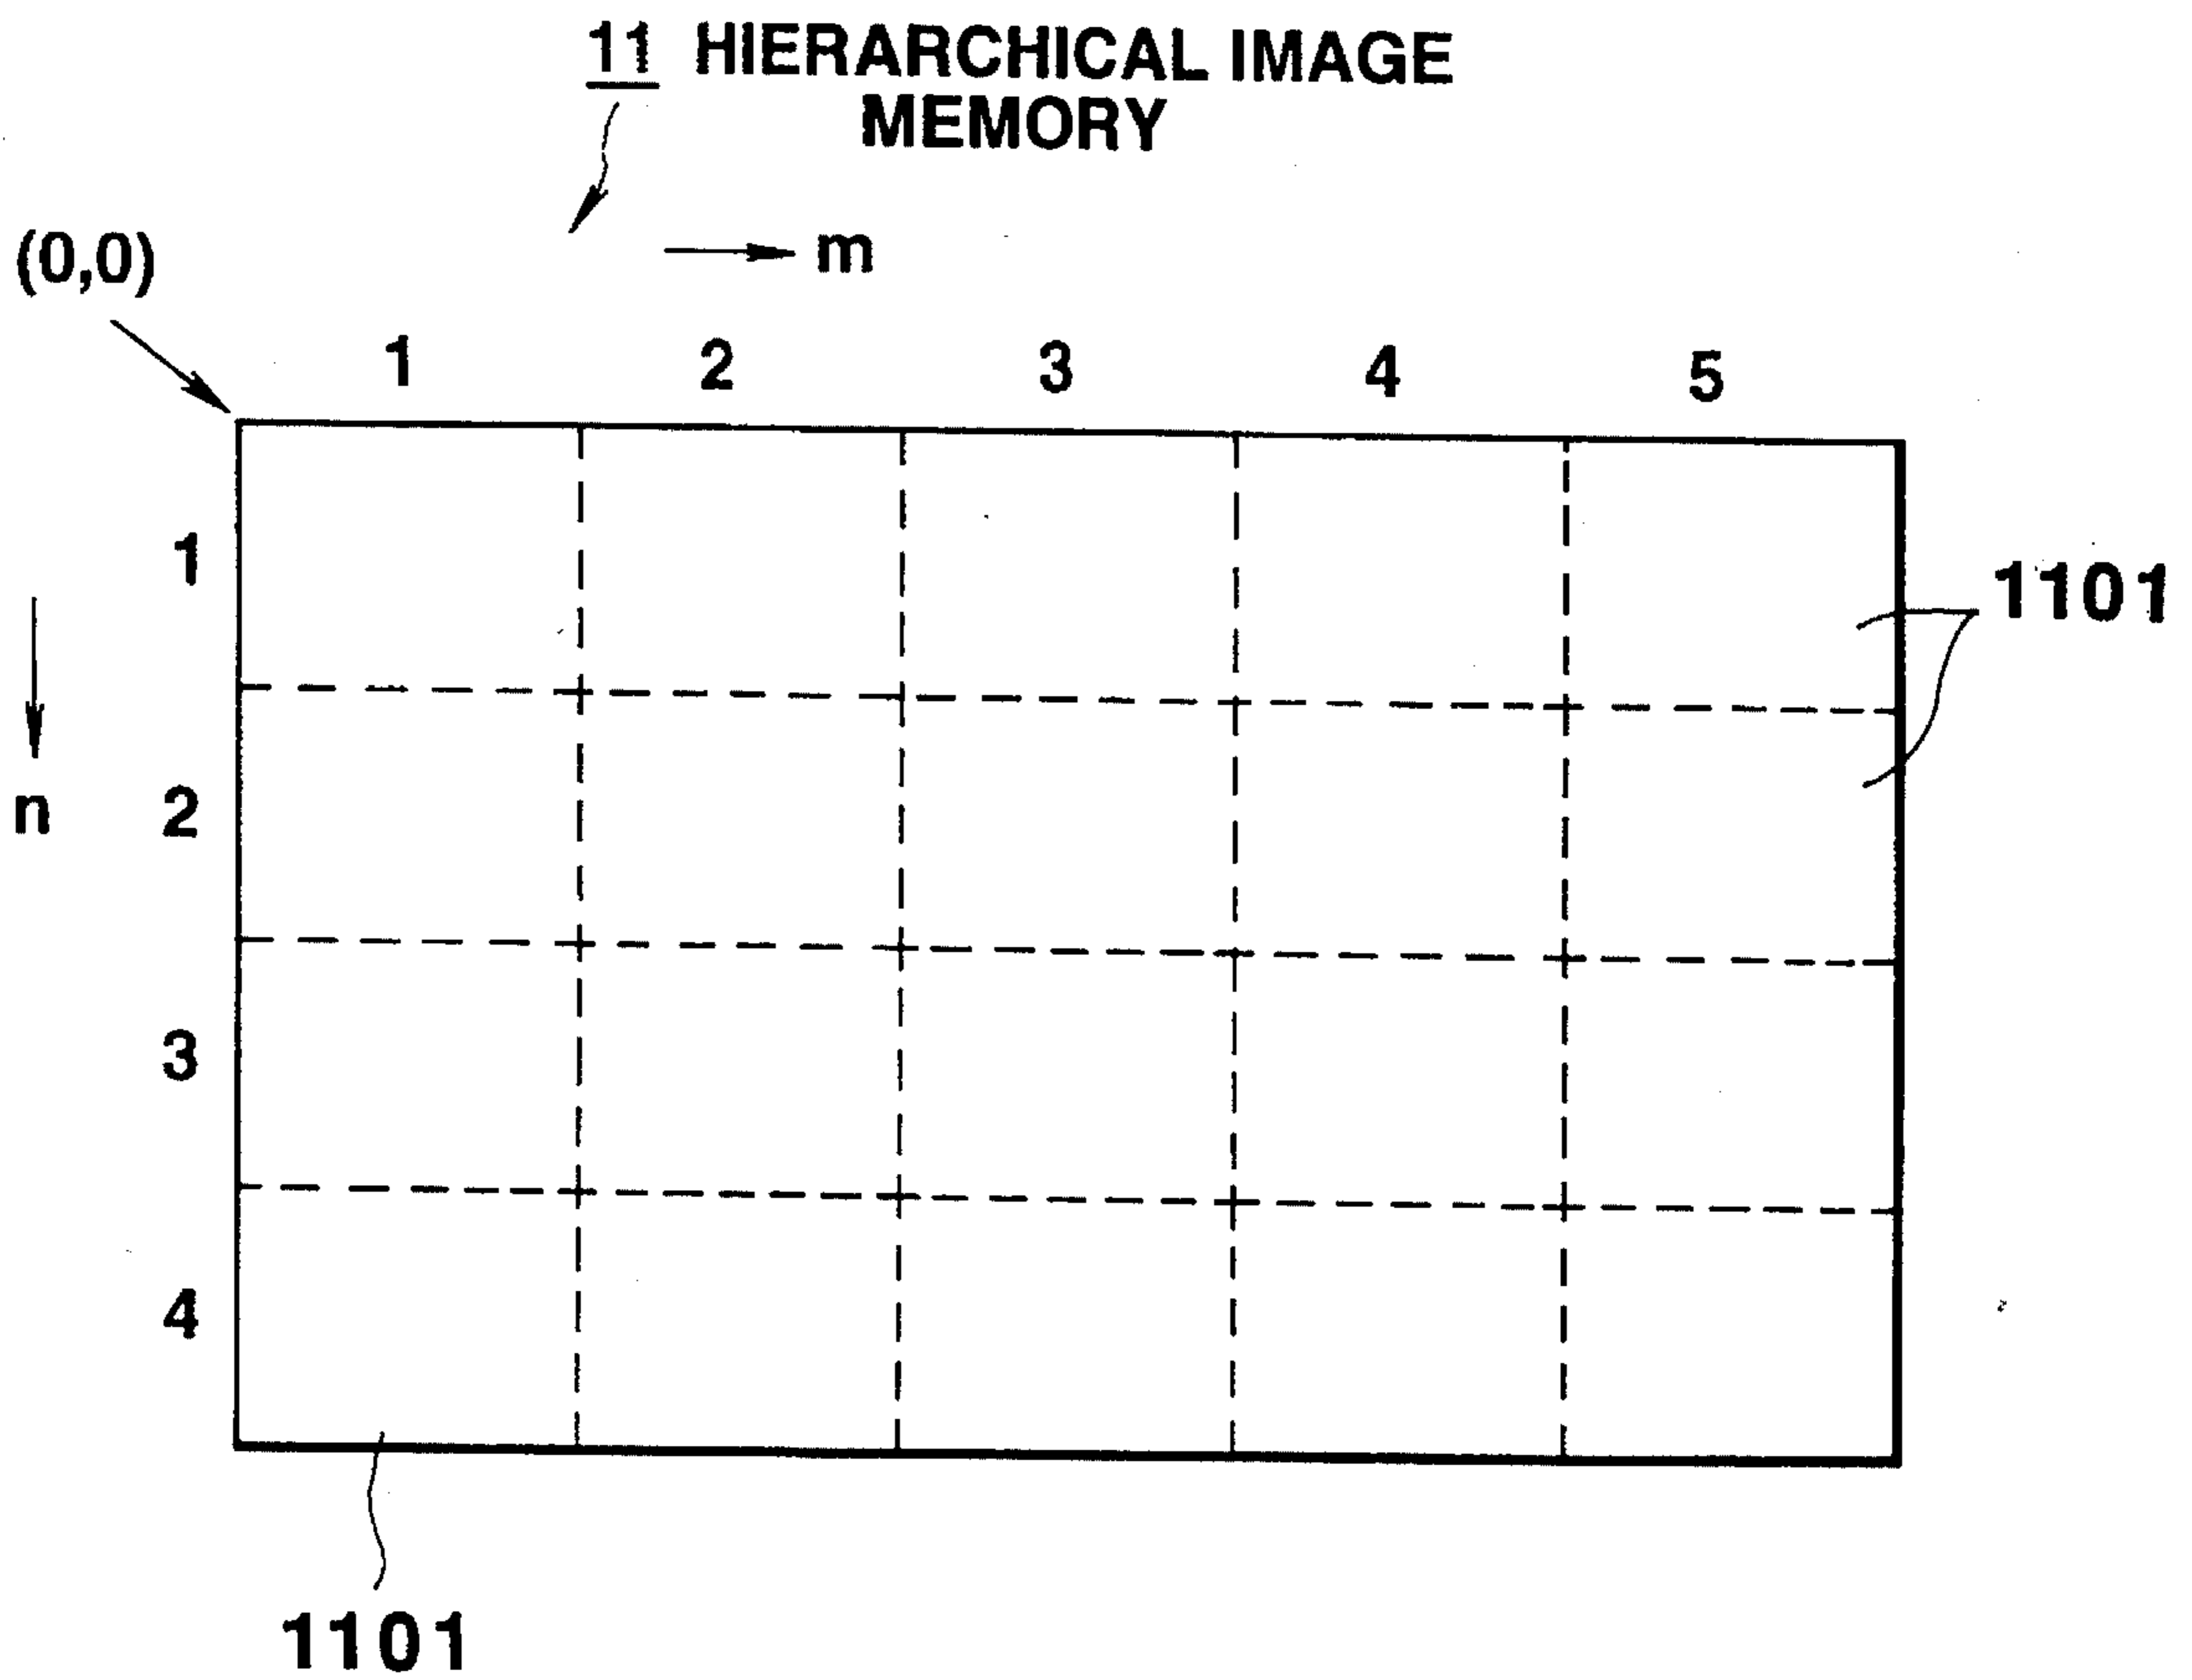 11 HIERARCHICAL IMAGE
MEMORY
(0,0)
m
1 2 3 4 5
1
1101
n
2
3
4
1101